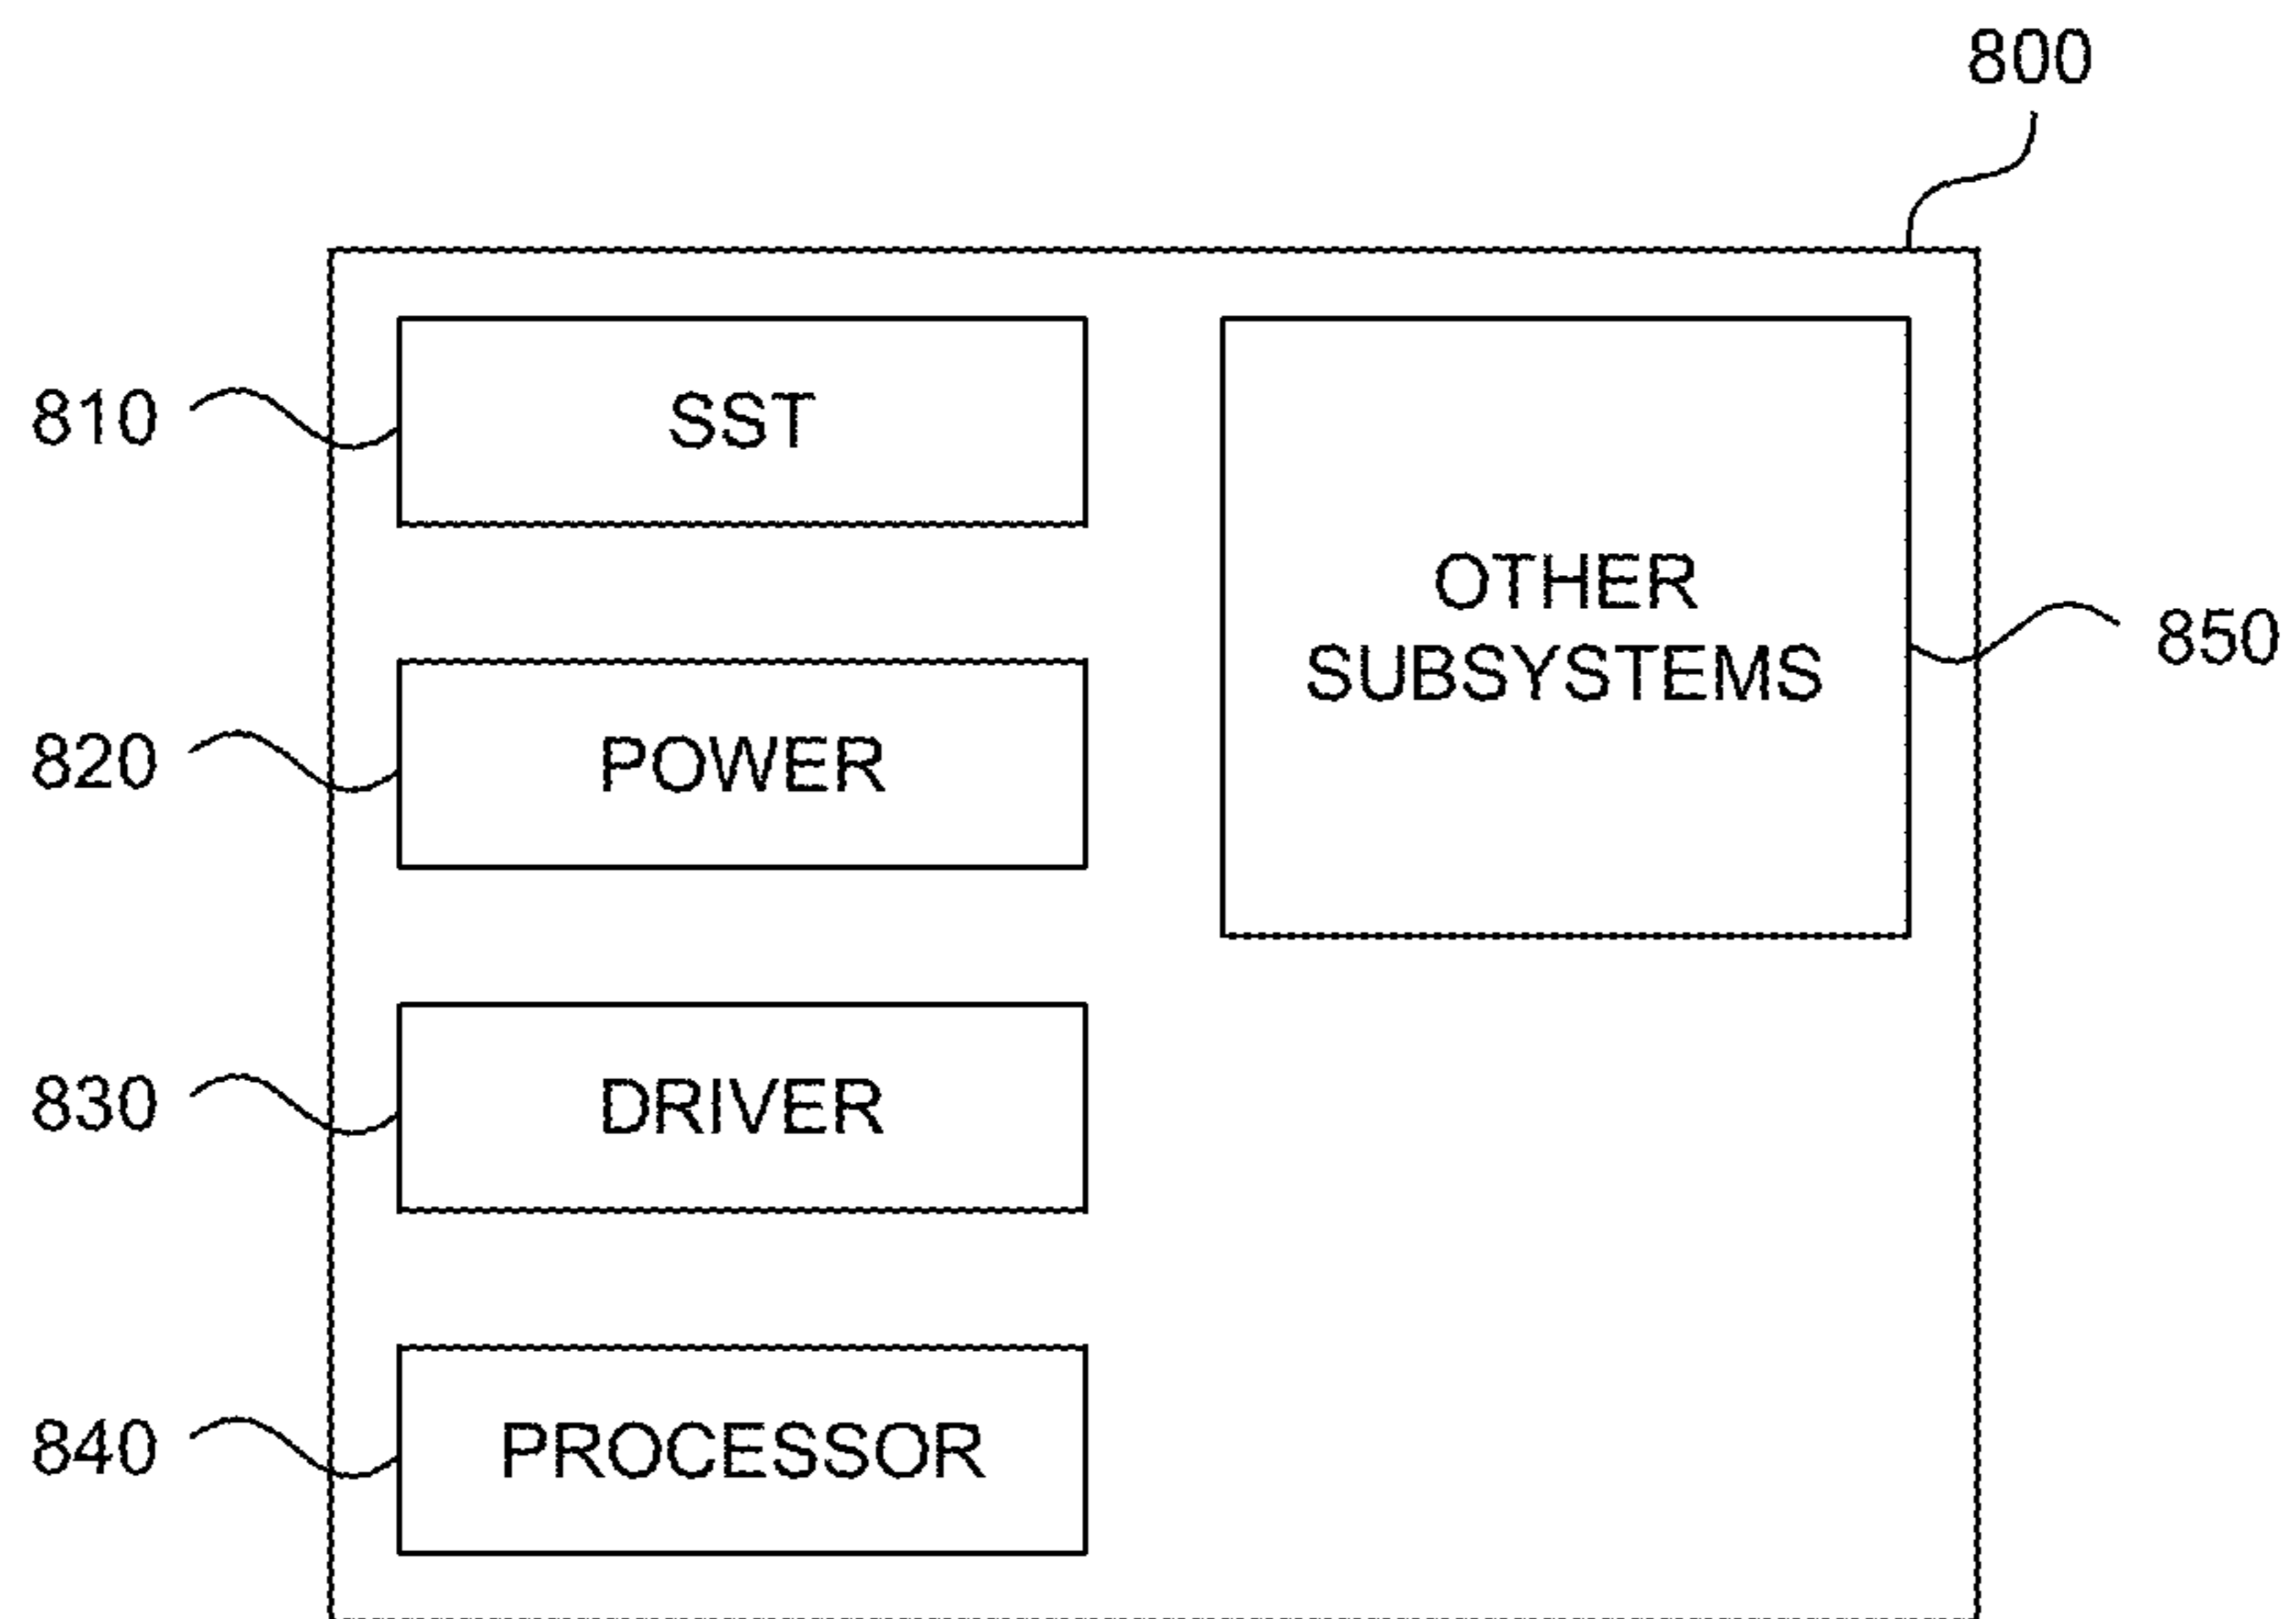 800
810
SST
OTHER
SUBSYSTEMS
850
820
POWER
830
DRIVER
840
PROCESSOR